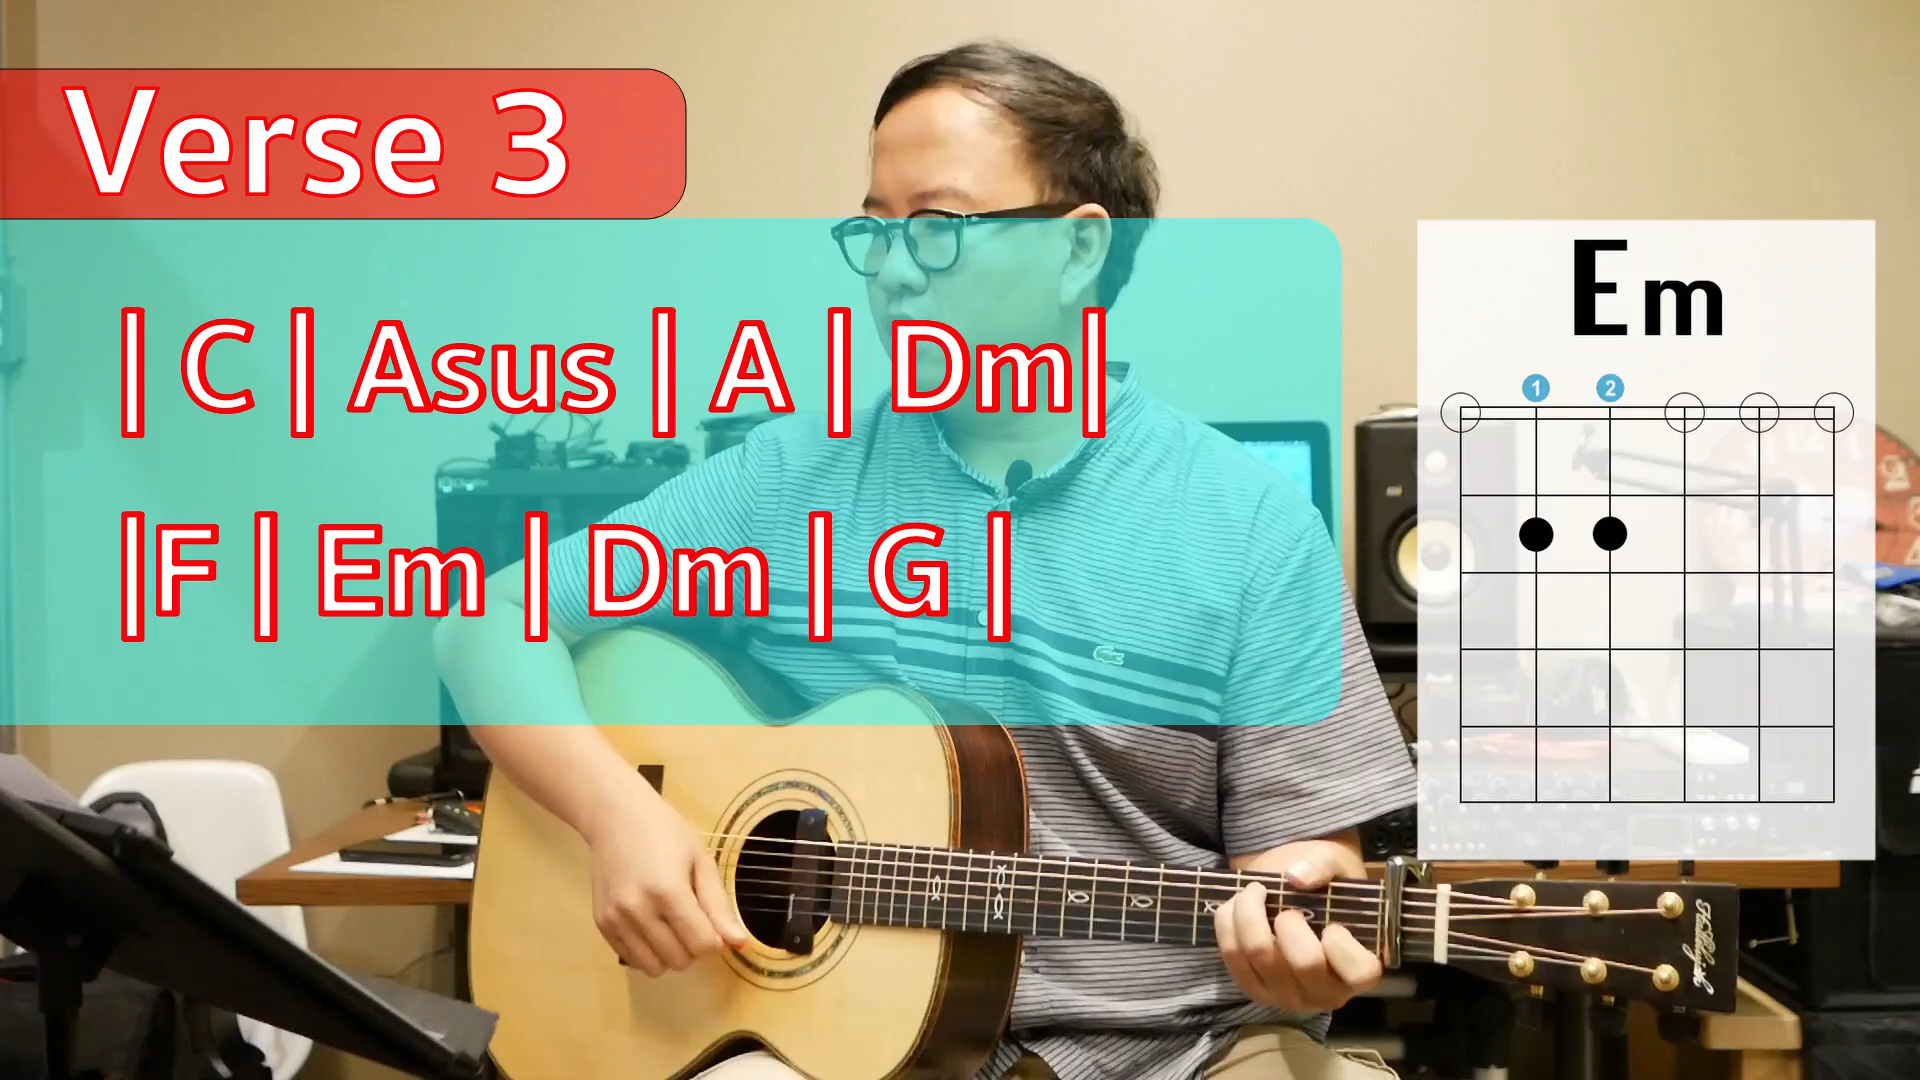 Verse 3
| C | Asus | A | Dm|
|F | Em | Dm | G |
Em
1 2